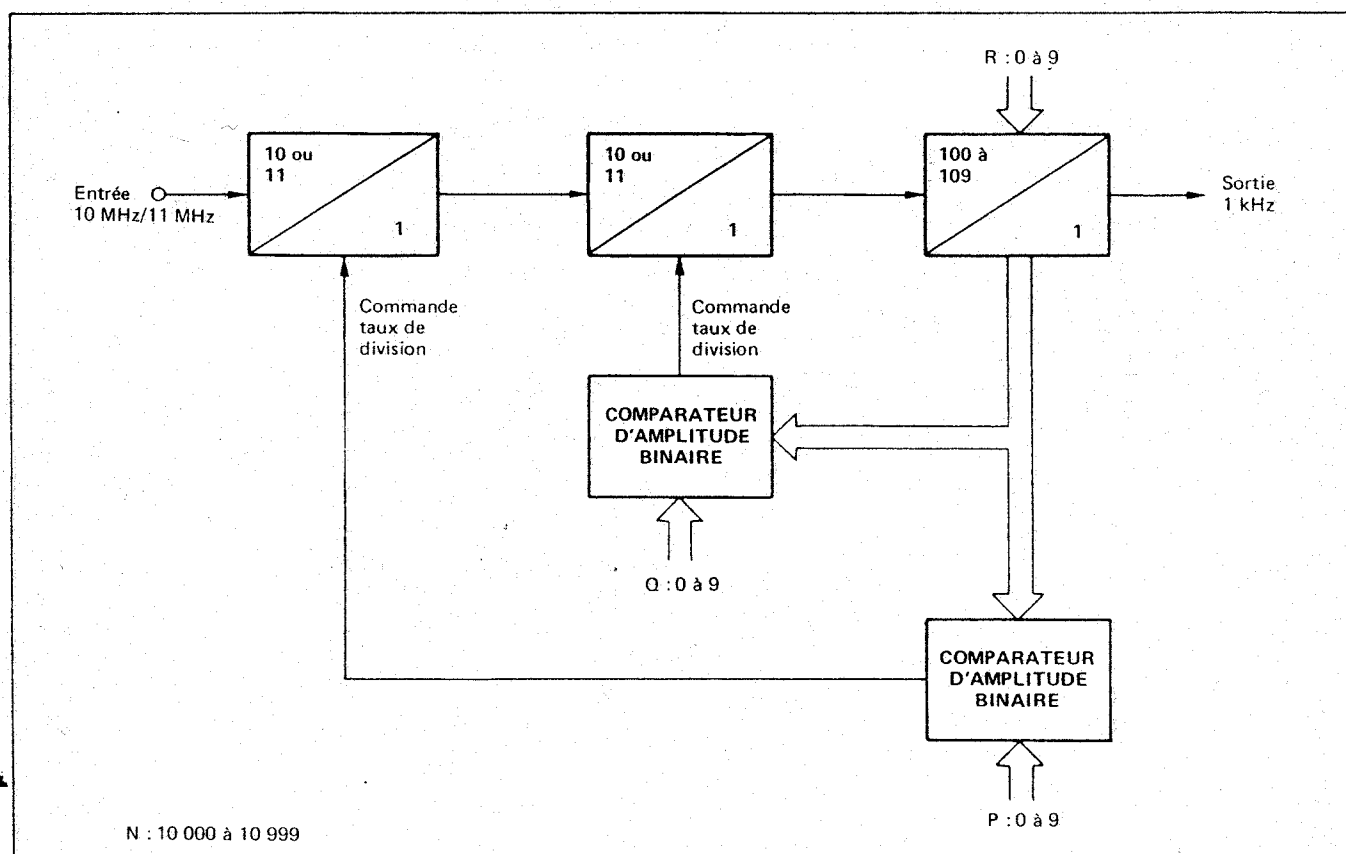 R : 0 à 9
10 ou
11
1
10 ou
11
1
100 à
109
1
Entrée
10 MHz/11 MHz
Sortie
1 kHz
Commande
taux de
division
Commande
taux de
division
COMPARATEUR
D'AMPLITUDE
BINAIRE
Q : 0 à 9
COMPARATEUR
D'AMPLITUDE
BINAIRE
P : 0 à 9
N : 10 000 à 10 999